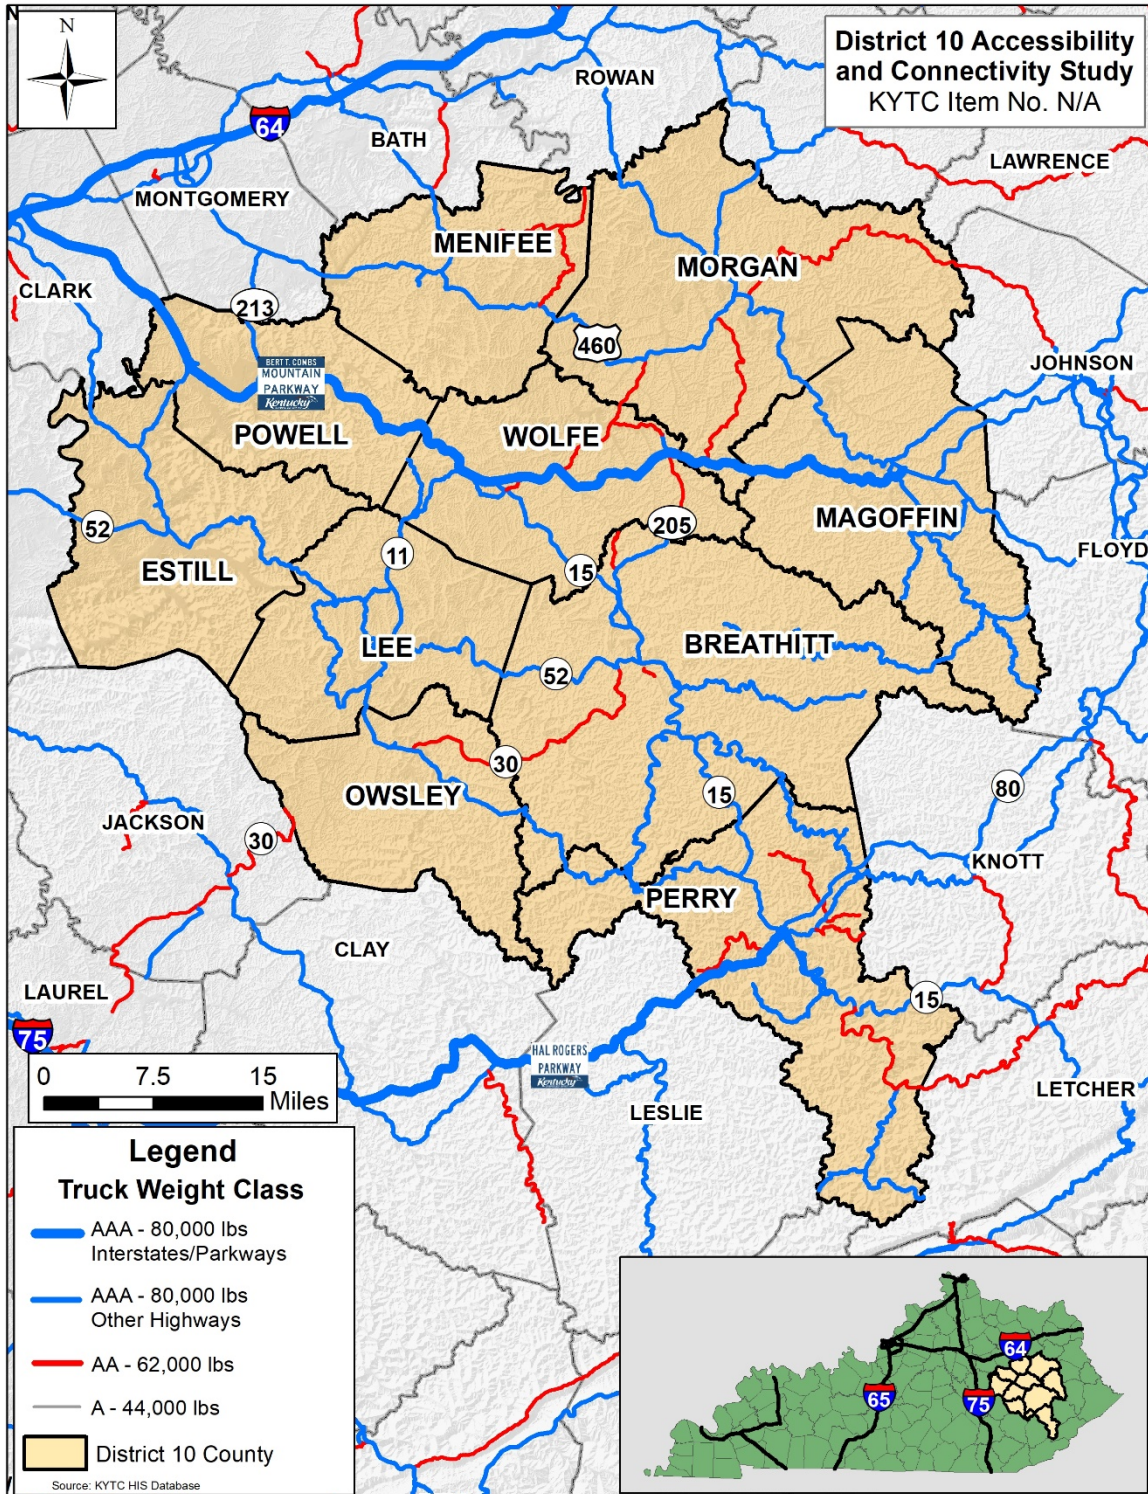 N
N
District 10 Accessibility
and Connectivity Study
KYTC Item No. N/A
ROWAN
64
BATH
LAWRENCE
MONTGOMERY
MENIFEE
MORGAN
CLARK
213
460
BERT T. COMBS
MOUNTAIN
PARKWAY
Kentucky
JOHNSON
POWELL
WOLFE
MAGOFFIN
52
205
11
FLOYD
ESTILL
15
LEE
BREATHITT
52
30
OWSLEY
15
80
JACKSON
30
KNOTT
PERRY
CLAY
LAUREL
15
75
HAL ROGERS
PARKWAY
Kentucky
0 7.5 15
Miles
LESLIE
LETCHER
Legend
Truck Weight Class
AAA - 80,000 lbs
Interstates/Parkways
AAA - 80,000 lbs
Other Highways
AA - 62,000 lbs
A - 44,000 lbs
District 10 County
Source: KYTC HIS Database
64
65
75